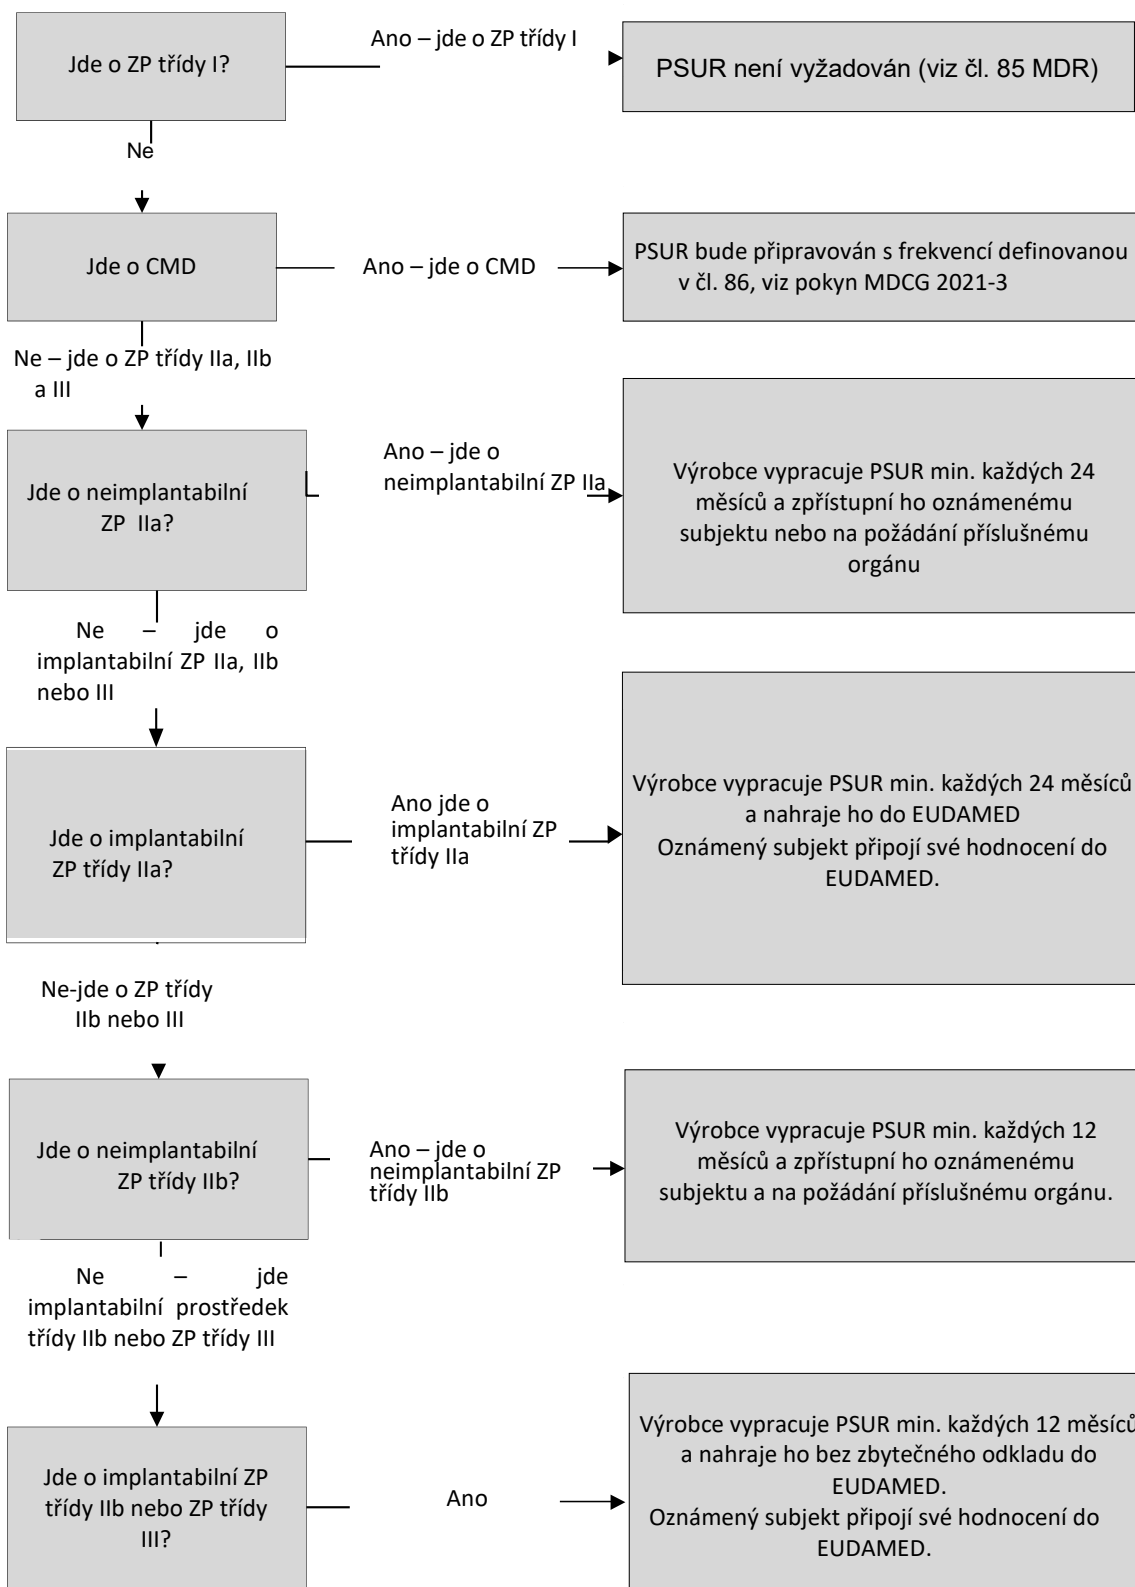 Jde o ZP třídy I?
Ano – jde o ZP třídy I
PSUR není vyžadován (viz čl. 85 MDR)
Ne
Jde o CMD
Ano – jde o CMD
PSUR bude připravován s frekvencí definovanou
v čl. 86, viz pokyn MDCG 2021-3
Ne – jde o ZP třídy IIa, IIb
a III
Jde o neimplantabilní
ZP IIa?
Ano – jde o
neimplantabilní ZP IIa
Výrobce vypracuje PSUR min. každých 24
měsíců a zpřístupní ho oznámenému
subjektu nebo na požádání příslušnému
orgánu
Ne – jde o
implantabilní ZP IIa, IIb
nebo III
Jde o implantabilní
ZP třídy IIa?
Ano jde o
implantabilní ZP
třídy IIa
Výrobce vypracuje PSUR min. každých 24 měsíců
a nahraje ho do EUDAMED
Oznámený subjekt připojí své hodnocení do
EUDAMED.
Ne-jde o ZP třídy
IIb nebo III
Jde o neimplantabilní
ZP třídy IIb?
Ano – jde o
neimplantabilní ZP
třídy IIb
Výrobce vypracuje PSUR min. každých 12
měsíců a zpřístupní ho oznámenému
subjektu a na požádání příslušnému orgánu.
Ne – jde
implantabilní prostředek
třídy IIb nebo ZP třídy III
Jde o implantabilní ZP
třídy IIb nebo ZP třídy
III?
Ano
Výrobce vypracuje PSUR min. každých 12 měsíců
a nahraje ho bez zbytečného odkladu do
EUDAMED.
Oznámený subjekt připojí své hodnocení do
EUDAMED.